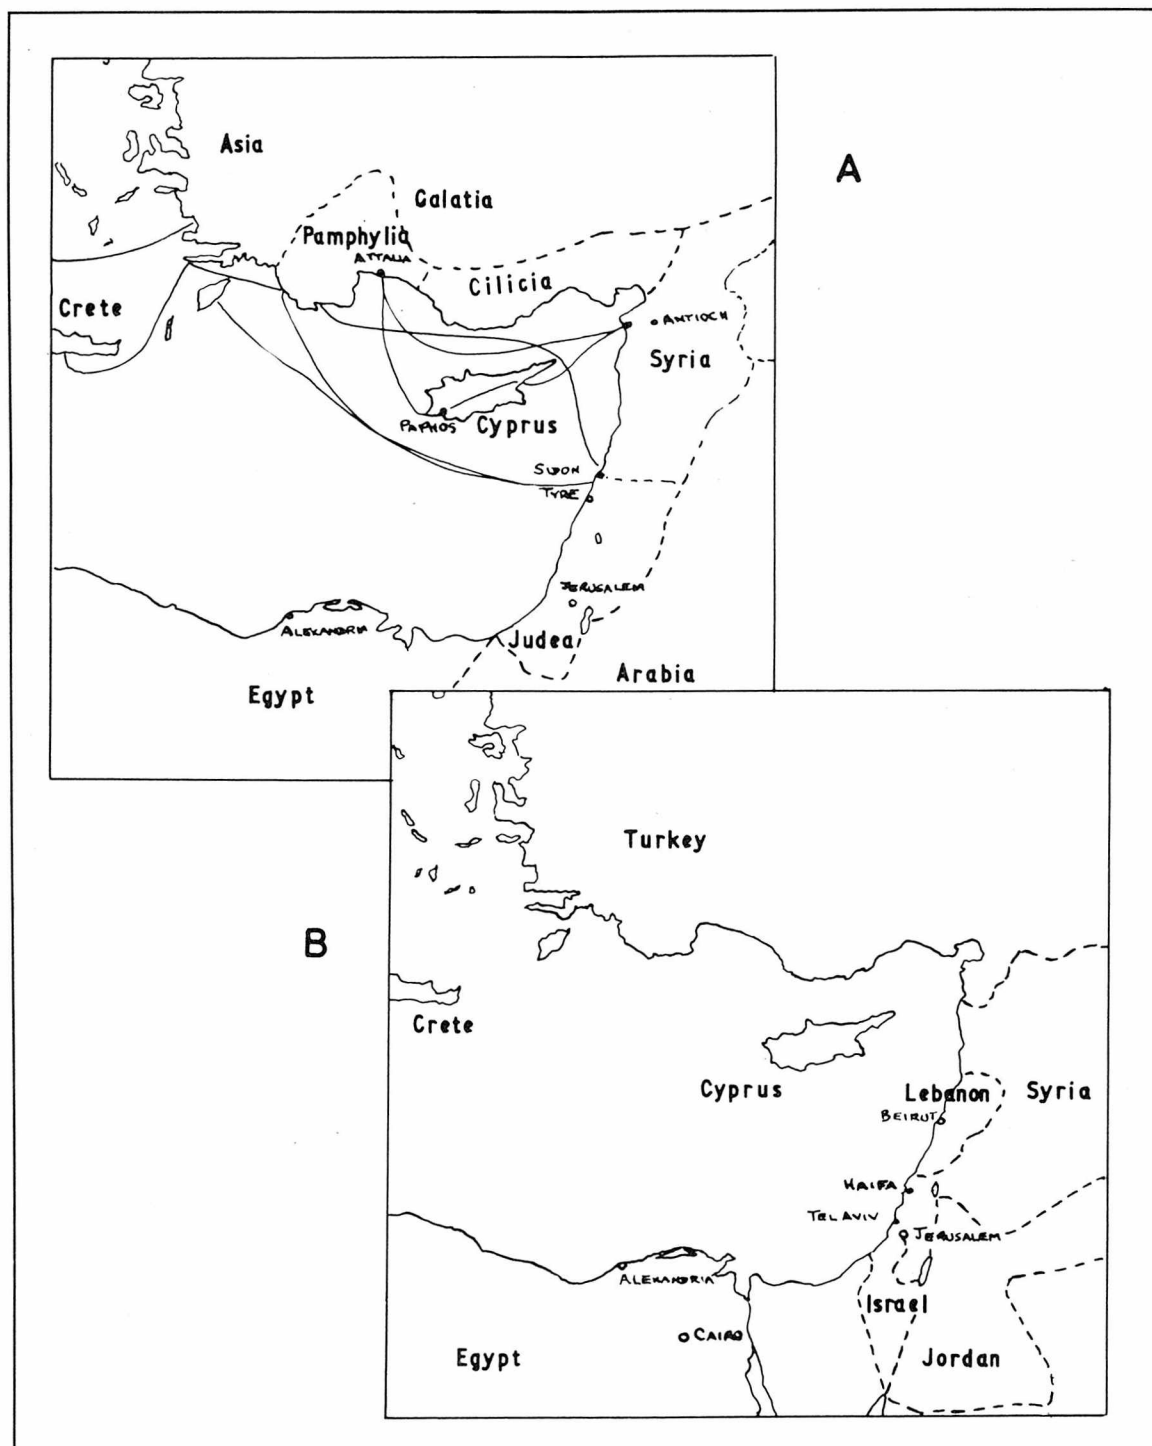 A
Asia
Galatia
Pamphylia
ATTALIA
Cilicia
Crete
ANTIOCH
Syria
PAPHOS
Cyprus
SIDON
TYRE
JERUSALEM
ALEXANDRIA
Judea
Arabia
Egypt
B
Turkey
Crete
Cyprus
Lebanon
Syria
BEIRUT
HAIFA
TEL AVIV
JERUSALEM
ALEXANDRIA
Israel
CAIRO
Egypt
Jordan